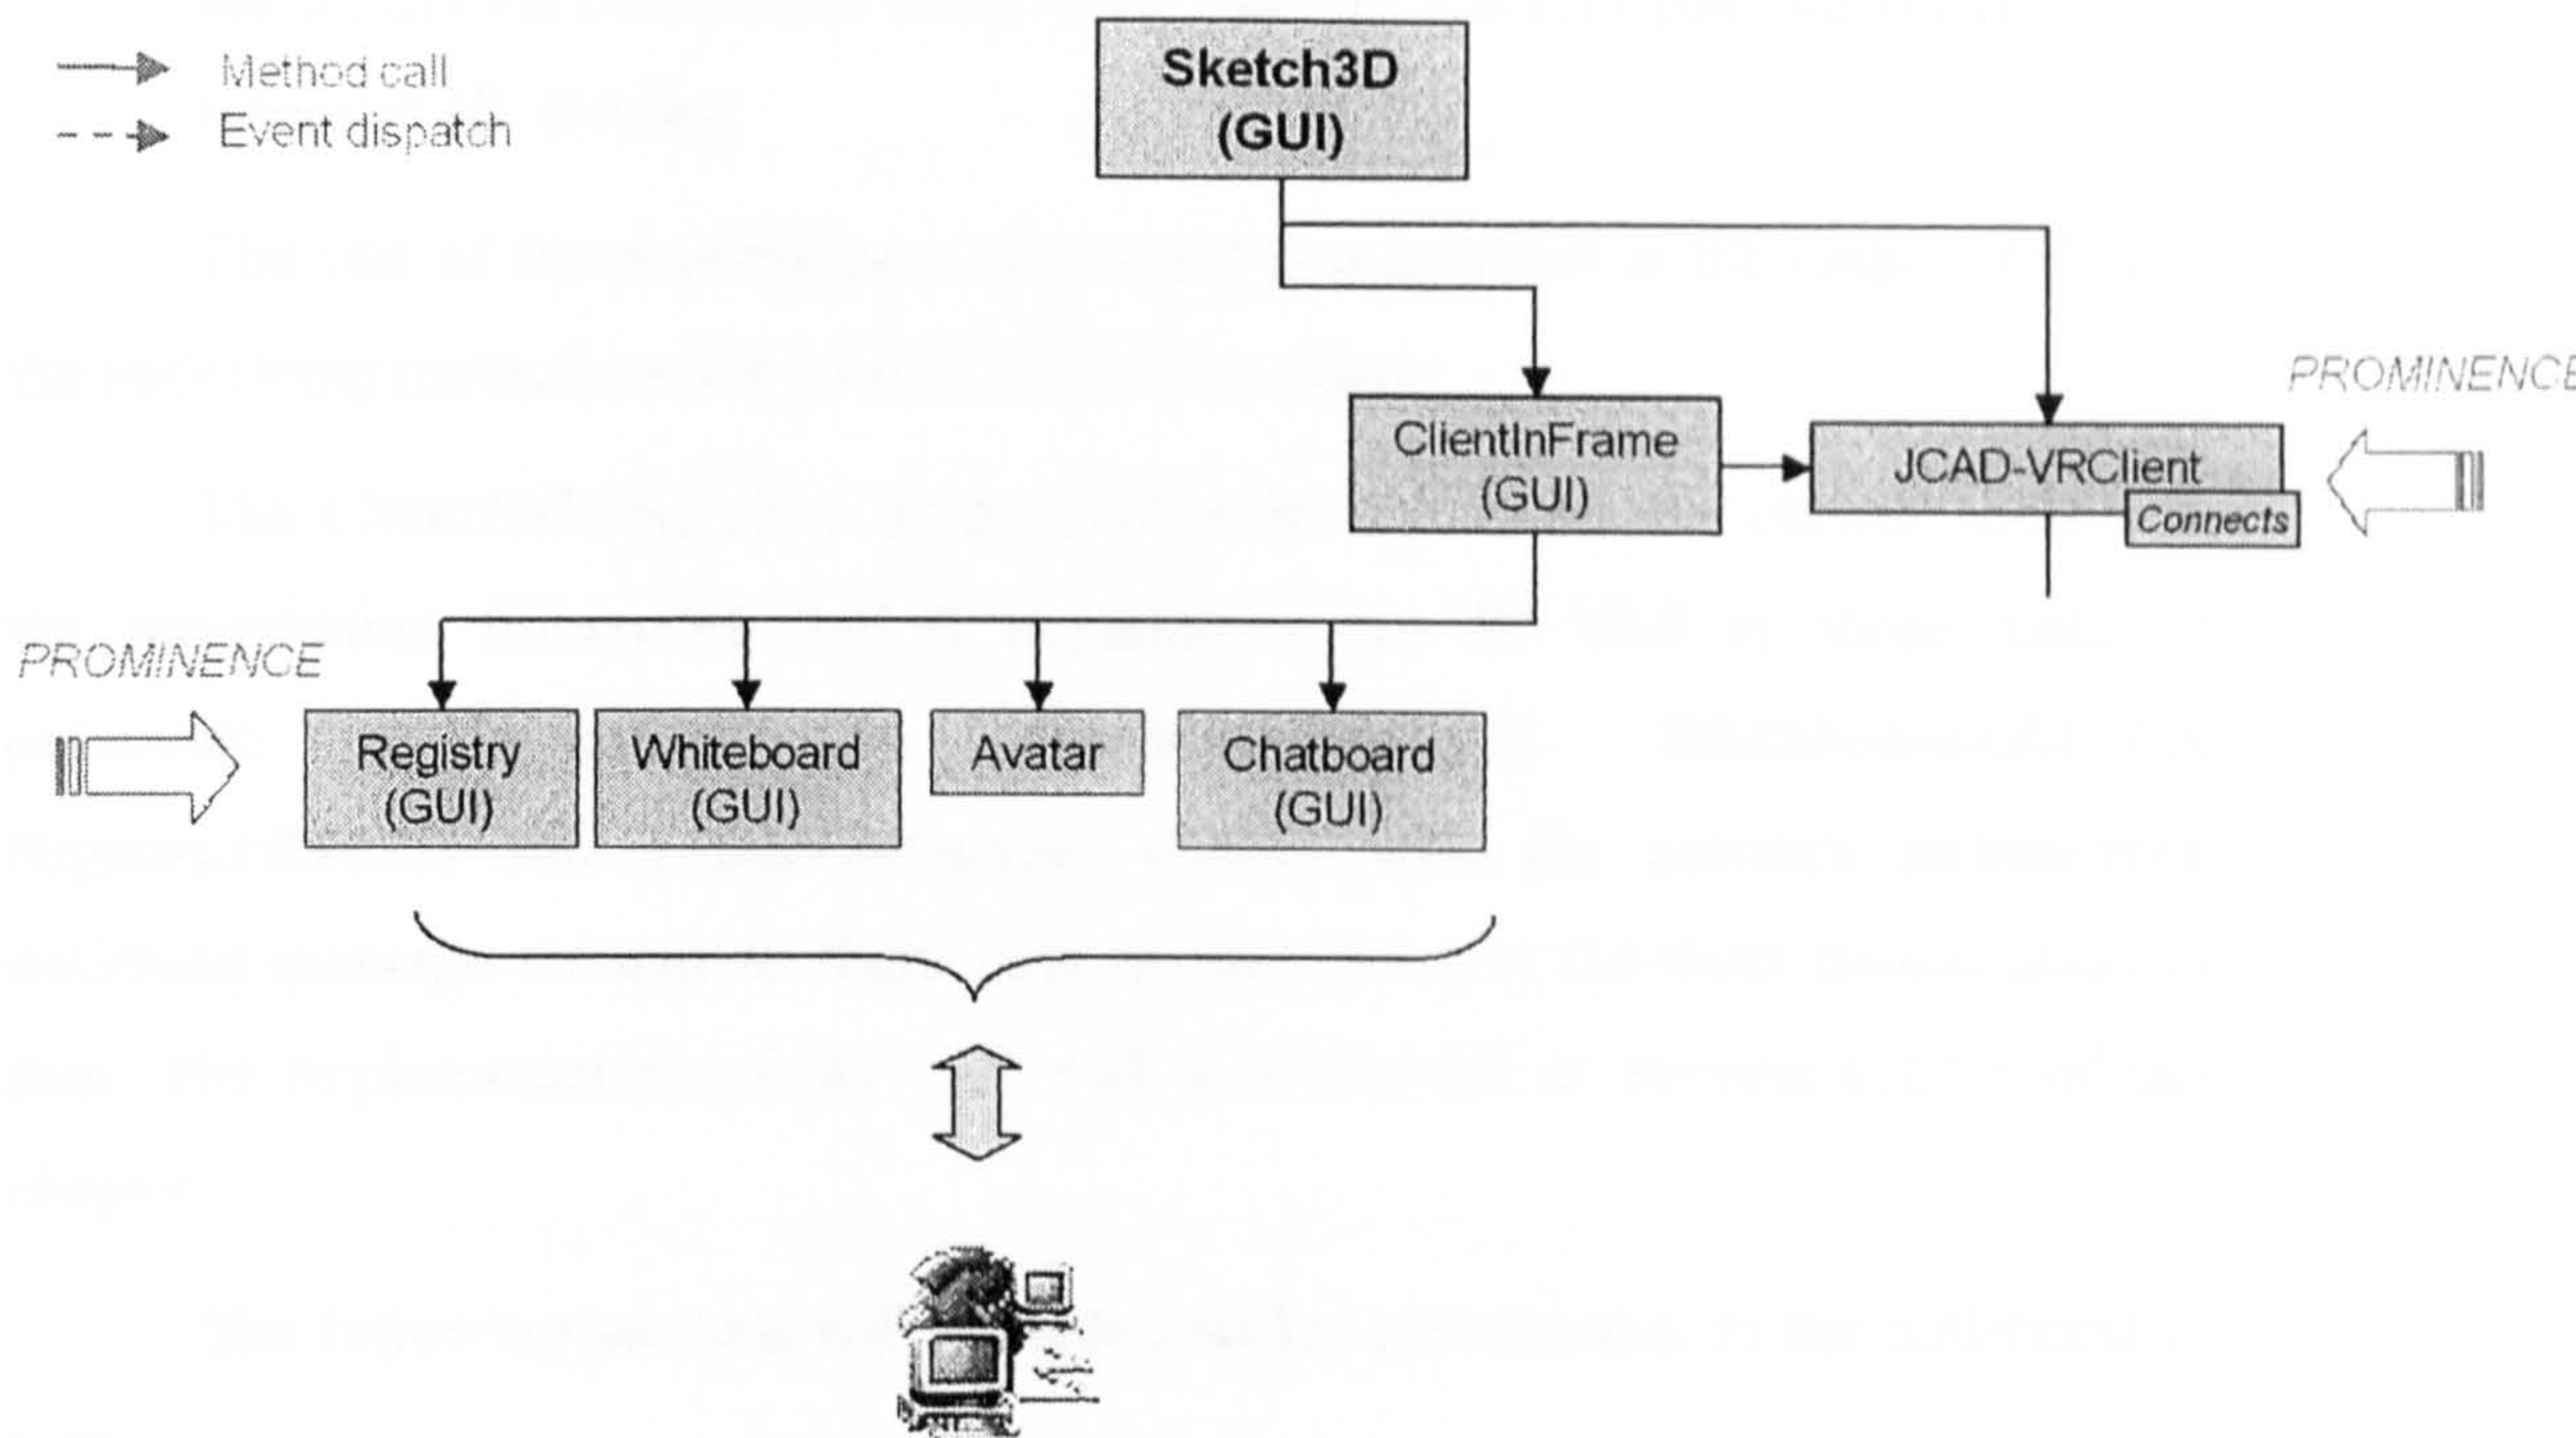 Method call
Event dispatch
Sketch3D
(GUI)
PROMINENCE
ClientInFrame
(GUI)
JCAD-VRClient
Connects
PROMINENCE
Registry
(GUI)
Whiteboard
(GUI)
Avatar
Chatboard
(GUI)